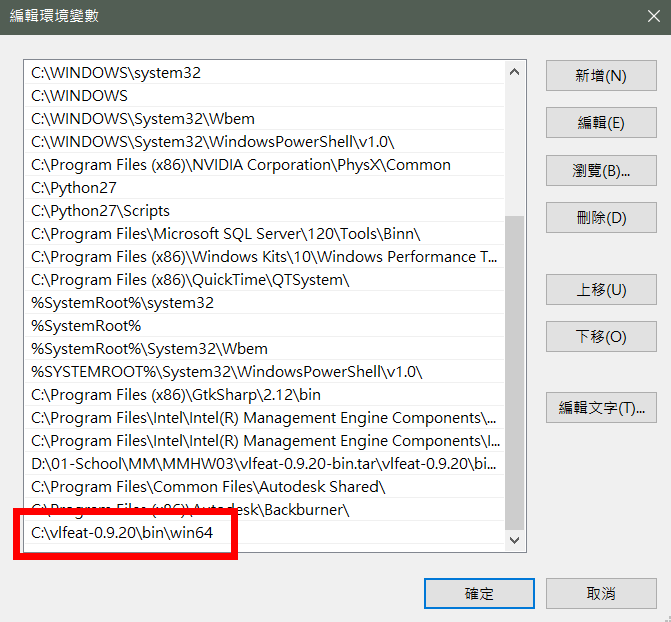 編輯環境變數
C:\WINDOWS\system32
C:\WINDOWS
C:\WINDOWS\System32\Wbem
C:\WINDOWS\System32\WindowsPowerShell\v1.0\
C:\Program Files (x86)\NVIDIA Corporation\PhysX\Common
C:\Python27
C:\Python27\Scripts
C:\Program Files\Microsoft SQL Server\120\Tools\Binn\
C:\Program Files (x86)\Windows Kits\10\Windows Performance T...
C:\Program Files (x86)\QuickTime\QTSystem\
%SystemRoot%\system32
%SystemRoot%
%SystemRoot%\System32\Wbem
%SYSTEMROOT%\System32\WindowsPowerShell\v1.0\
C:\Program Files (x86)\GtkSharp\2.12\bin
C:\Program Files\Intel\Intel(R) Management Engine Components\...
C:\Program Files\Intel\Intel(R) Management Engine Components\I...
D:\01-School\MM\MMHW03\vlfeat-0.9.20-bin.tar\vlfeat-0.9.20\bi...
C:\Program Files\Common Files\Autodesk Shared\
C:\Program Files (x86)\Autodesk\Backburner\
C:\vlfeat-0.9.20\bin\win64
新增(N)
編輯(E)
瀏覽(B)...
刪除(D)
上移(U)
下移(O)
編輯文字(T)...
確定
取消